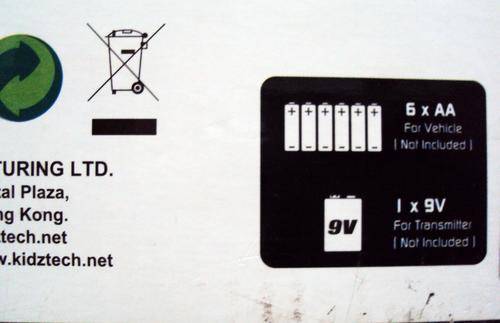 TURING LTD.
tal Plaza,
ng Kong.
tech.net
w.kidztech.net
6 x AA
For Vehicle
[ Not Included ]
9V
1 x 9V
For Transmitter
[ Not Included ]